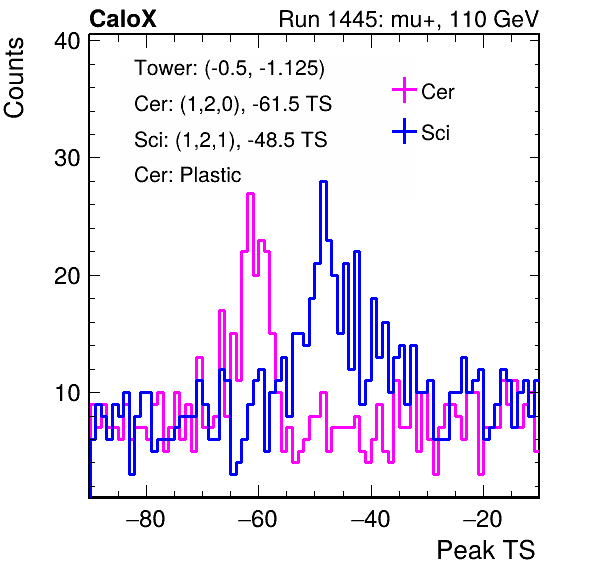 CaloX Run 1445: mu+, 110 GeV
Counts
40
30
20
10
Tower: (-0.5, -1.125)
Cer: (1,2,0), -61.5 TS
Sci: (1,2,1), -48.5 TS
Cer: Plastic
Cer
Sci
−80 −60 −40 −20
Peak TS